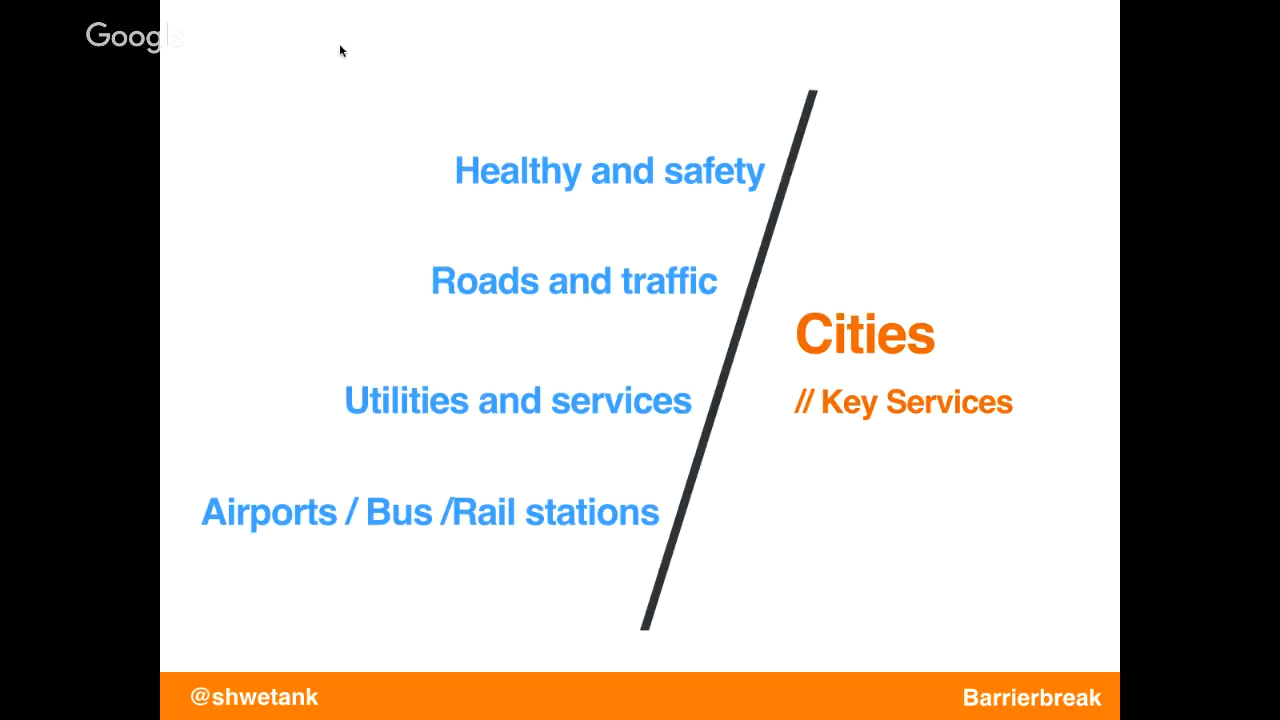 Google
Healthy and safety
Roads and traffic
Cities
Utilities and services
// Key Services
Airports / Bus /Rail stations
@shwetank
Barrierbreak